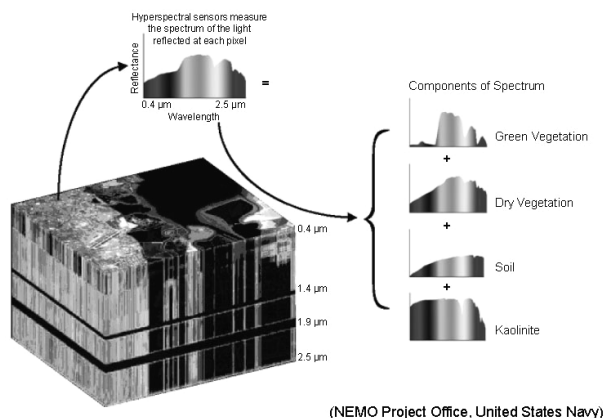 Hyperspectral sensors measure
the spectrum of the light
reflected at each pixel
Reflectance
0.4 µm 2.5 µm
Wavelength
=
Components of Spectrum
Green Vegetation
+
Dry Vegetation
+
Soil
+
Kaolinite
0.4 µm
1.4 µm
1.9 µm
2.5 µm
(NEMO Project Office, United States Navy)